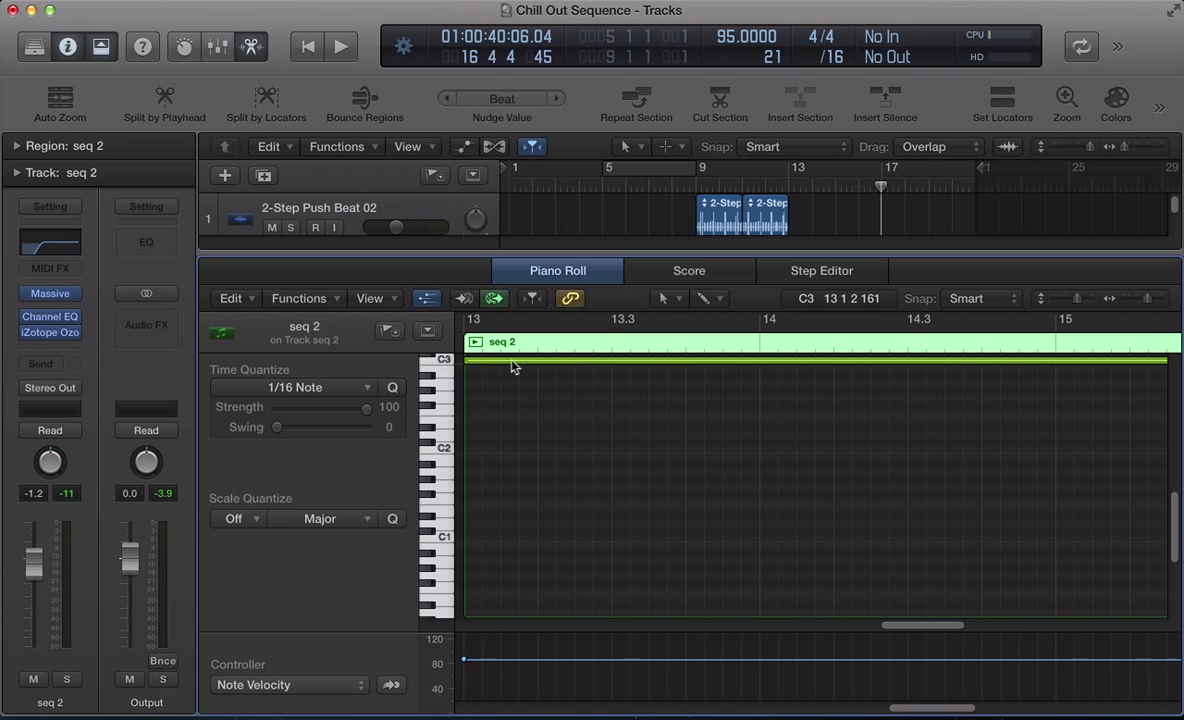 Chill Out Sequence - Tracks
01:00:40:06.04
16 4 4 45
0005 1 1 001
0009 1 1 001
95.0000
21
4/4
/16
No In
No Out
CPU
HD
Auto Zoom
Split by Playhead
Split by Locators
Bounce Regions
Beat
Nudge Value
Repeat Section
Cut Section
Insert Section
Insert Silence
Set Locators
Zoom
Colors
Region: seq 2
Track: seq 2
Edit
Functions
View
Snap: Smart
Drag: Overlap
1 5 9 13 17 21 25 29
1
2-Step Push Beat 02
M S R I
2-Step
2-Step
Setting
Setting
EQ
MIDI FX
Massive
Channel EQ
iZotope Ozo
Audio FX
Send
Stereo Out
Read
Read
-1.2 -11
0.0 -3.9
Bnce
M S
M S
seq 2
Output
Piano Roll
Score
Step Editor
Edit
Functions
View
C3 13 1 2 161
Snap: Smart
seq 2
on Track seq 2
13 13.3 14 14.3 15
seq 2
Time Quantize
1/16 Note
Q
Strength 100
Swing 0
Scale Quantize
Off
Major
Q
C3
C2
C1
Controller
Note Velocity
120
80
40